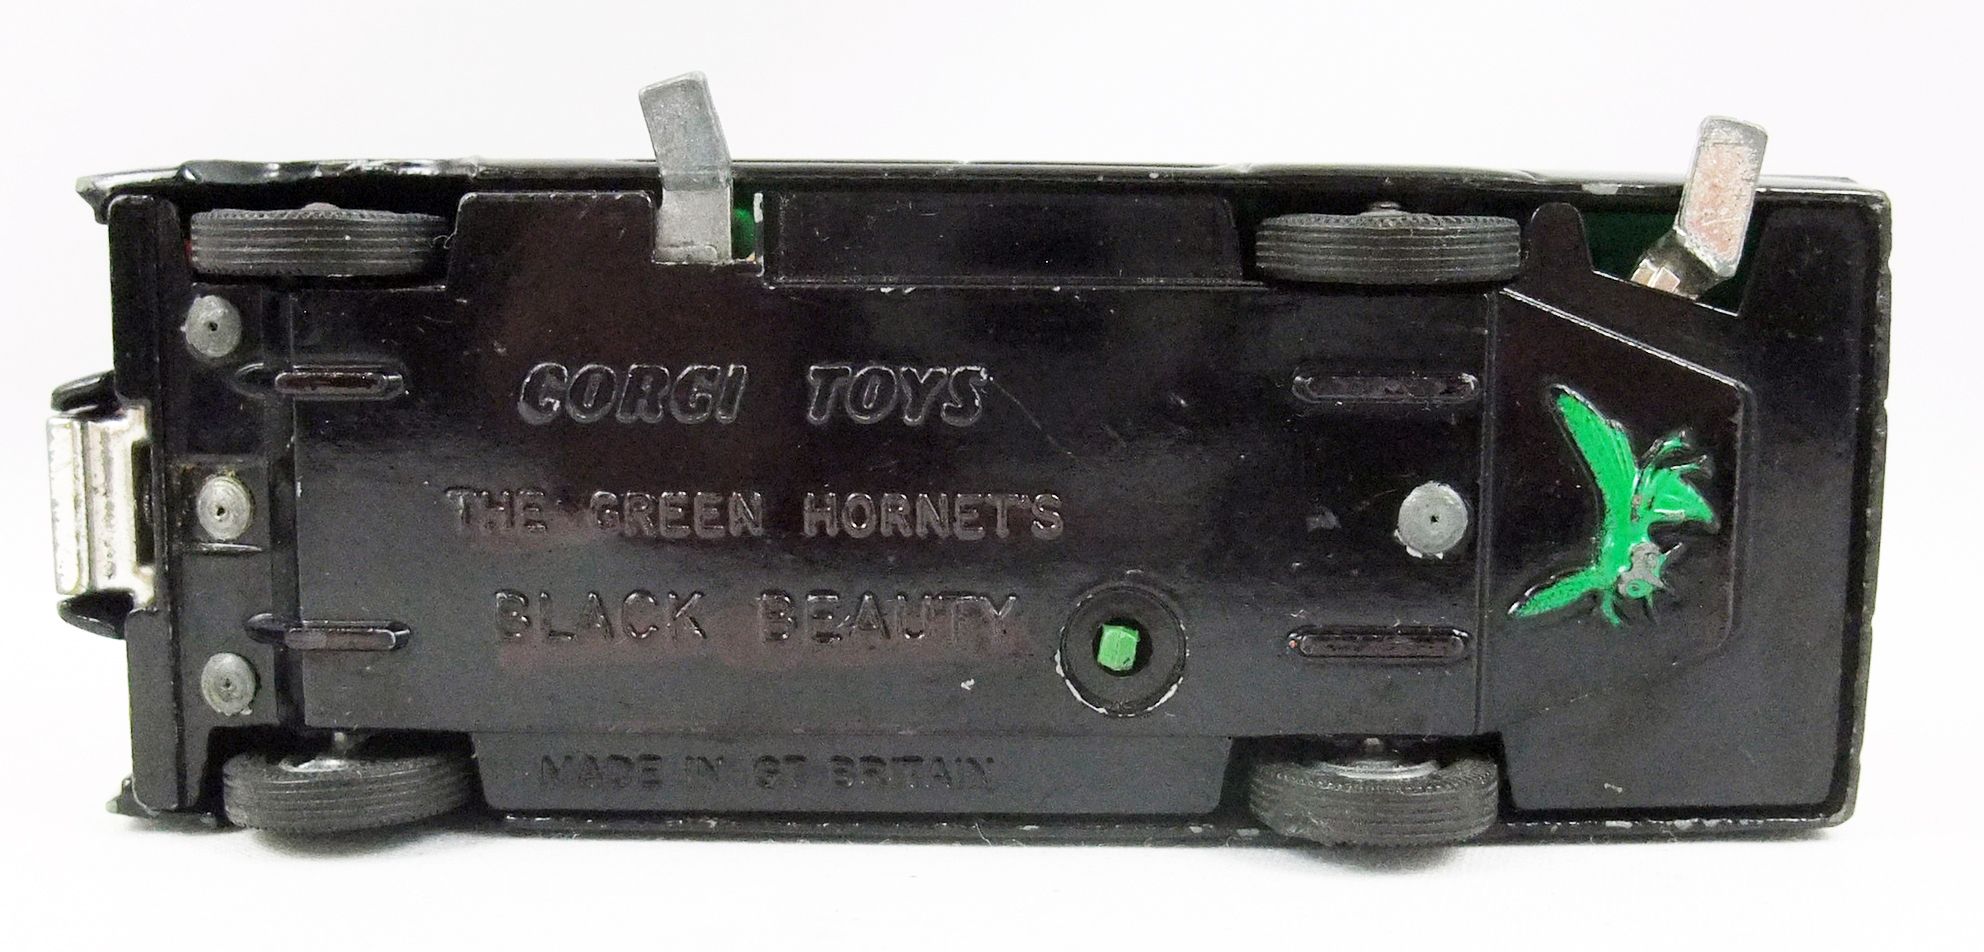 CORGI TOYS
THE GREEN HORNET'S
BLACK BEAUTY
MADE IN GT BRITAIN